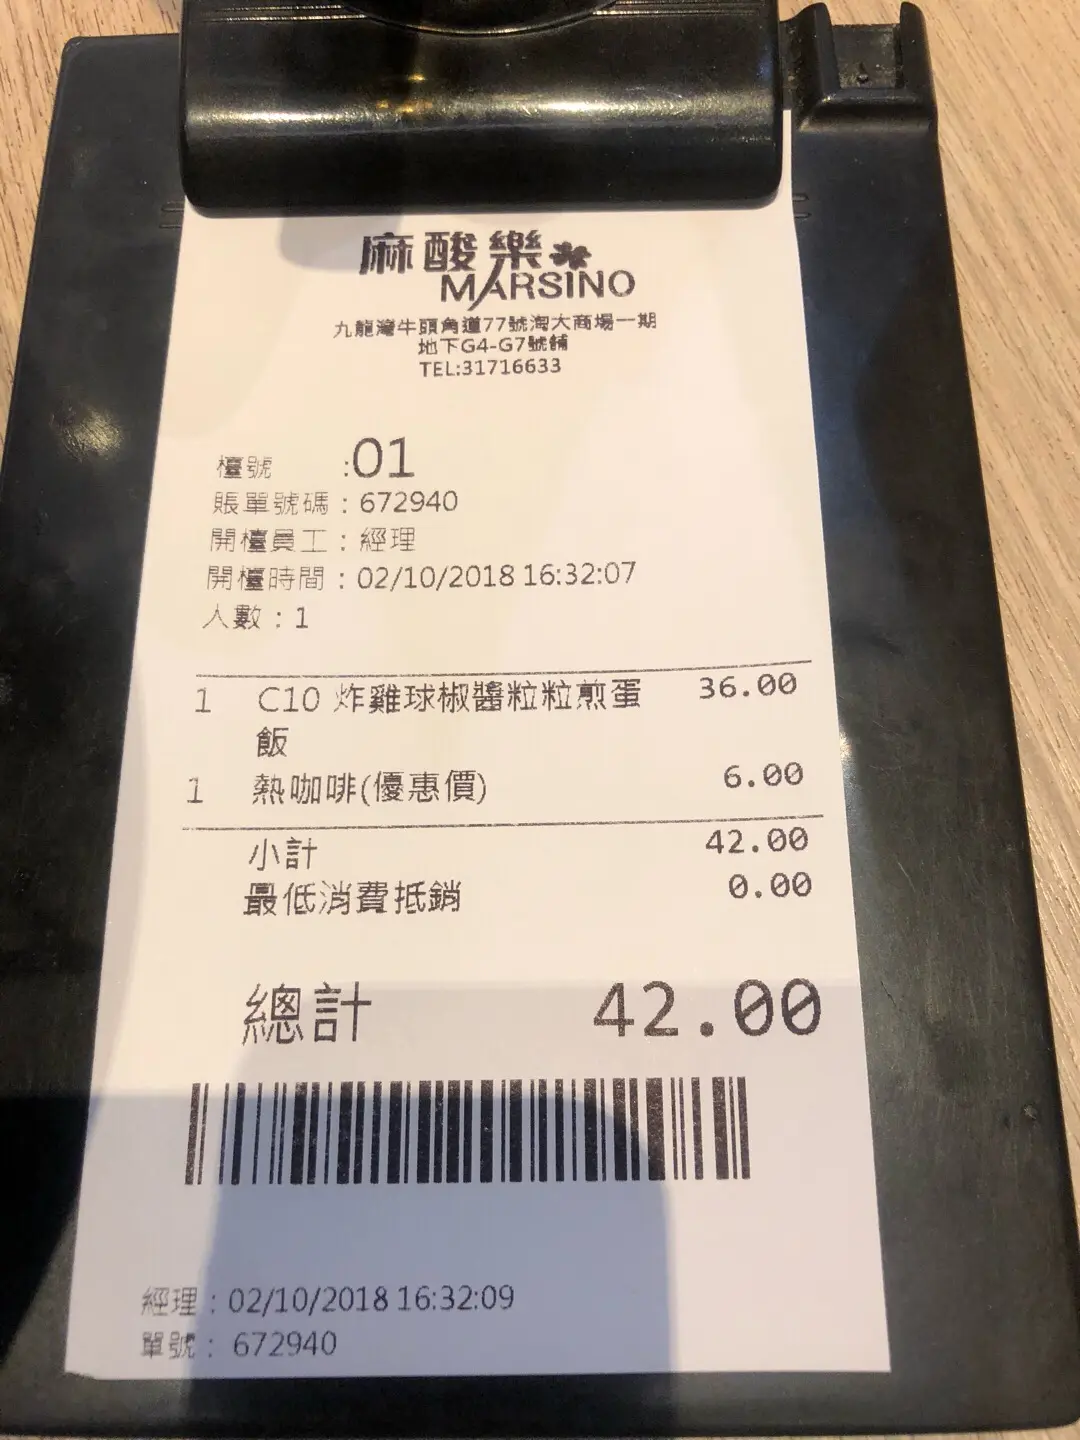 麻酸樂
MARSINO
九龍灣牛頭角道77號淘大商場一期
地下G4-G7號舖
TEL:31716633
檯號 :01
賬單號碼：672940
開檯員工：經理
開檯時間：02/10/2018 16:32:07
人數：1
1 C10 炸雞球椒醬粒粒煎蛋 36.00
飯
1 熱咖啡(優惠價) 6.00
小計 42.00
最低消費抵銷 0.00
總計 42.00
經理：02/10/2018 16:32:09
單號：672940